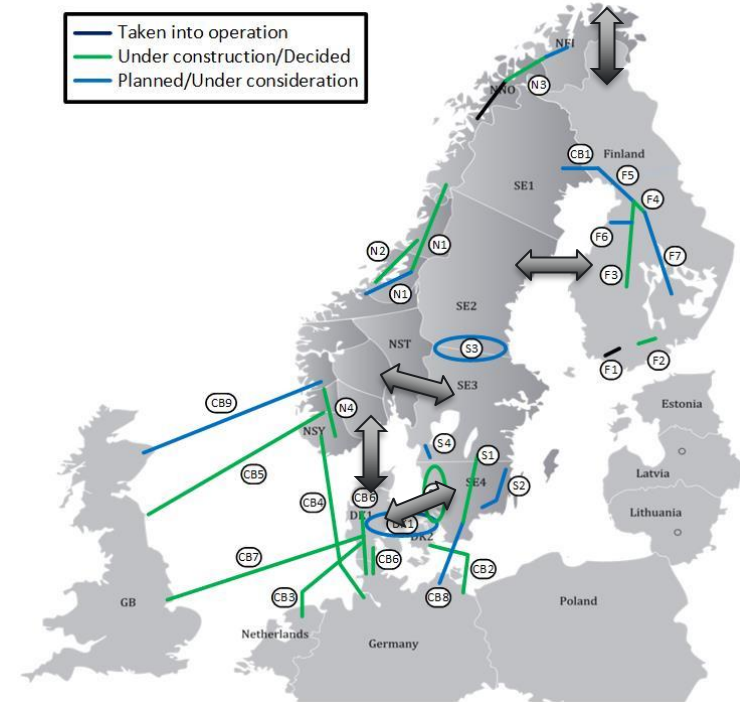 Taken into operation
Under construction/Decided
Planned/Under consideration
NFI
N3
NNO
CB1
Finland
F5
SE1
F4
F6
N2
N1
F7
F3
N1
SE2
S3
NST
F1
F2
SE3
CB9
Estonia
N4
NSY
S4
S1
CB5
Latvia
SE4
S2
CB6
CB4
Lithuania
DK1
DK2
CB7
CB6
CB2
CB3
CB8
GB
Poland
Netherlands
Germany